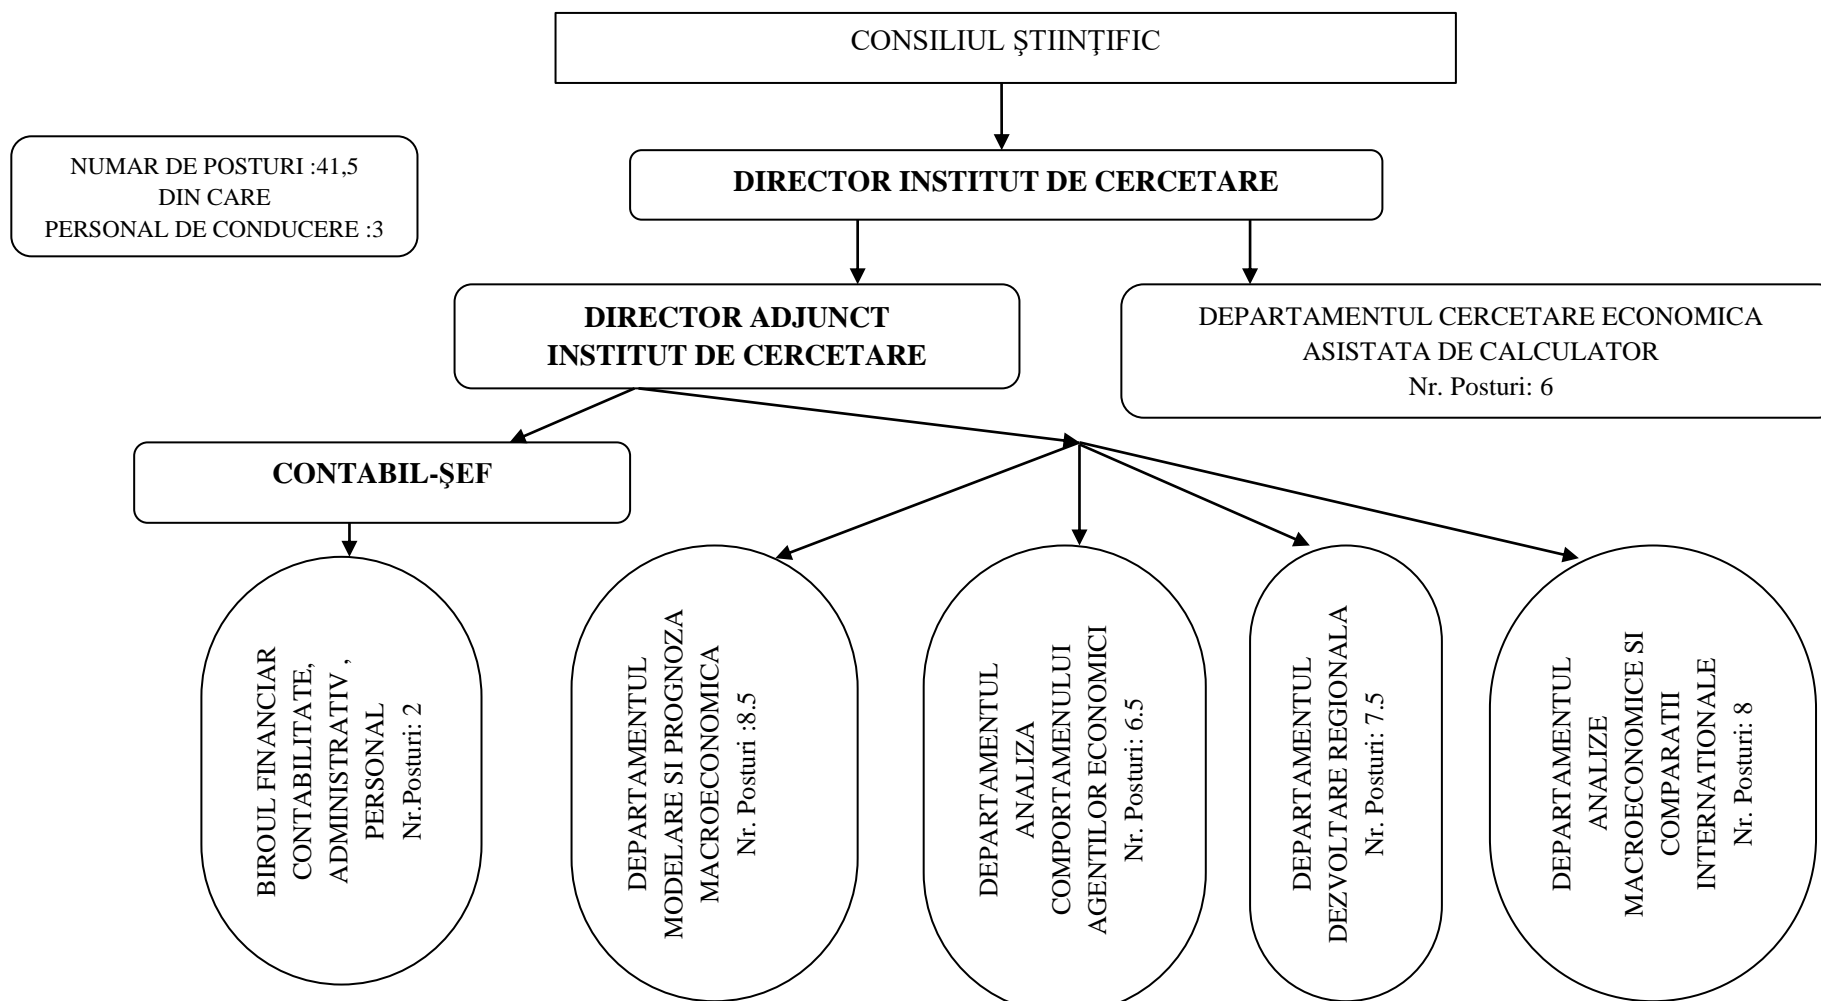 CONSILIUL ŞTIINŢIFIC
NUMAR DE POSTURI :41,5
DIN CARE
PERSONAL DE CONDUCERE :3
DIRECTOR INSTITUT DE CERCETARE
DIRECTOR ADJUNCT
INSTITUT DE CERCETARE
DEPARTAMENTUL CERCETARE ECONOMICA
ASISTATA DE CALCULATOR
Nr. Posturi: 6
CONTABIL-ŞEF
BIROUL FINANCIAR
CONTABILITATE,
ADMINISTRATIV ,
PERSONAL
Nr.Posturi: 2
DEPARTAMENTUL
MODELARE SI PROGNOZA
MACROECONOMICA
Nr. Posturi :8.5
DEPARTAMENTUL
ANALIZA
COMPORTAMENULUI
AGENTILOR ECONOMICI
Nr. Posturi: 6.5
DEPARTAMENTUL
DEZVOLTARE REGIONALA
Nr. Posturi: 7.5
DEPARTAMENTUL
ANALIZE
MACROECONOMICE SI
COMPARATII
INTERNATIONALE
Nr. Posturi: 8